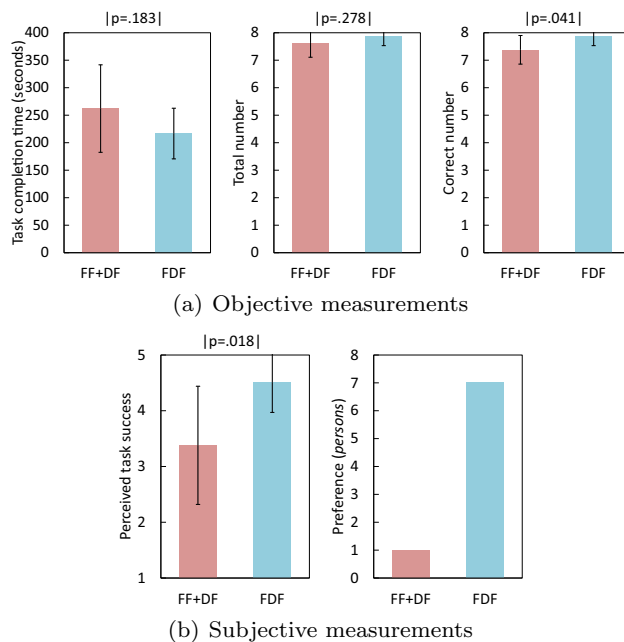 |p=.183|
Task completion time (seconds)
400
350
300
250
200
150
100
50
0
FF+DF FDF
|p=.278|
Total number
8
7
6
5
4
3
2
1
0
FF+DF FDF
|p=.041|
Correct number
8
7
6
5
4
3
2
1
0
FF+DF FDF
(a) Objective measurements
|p=.018|
Perceived task success
5
4
3
2
1
FF+DF FDF
Preference (persons)
8
7
6
5
4
3
2
1
0
FF+DF FDF
(b) Subjective measurements